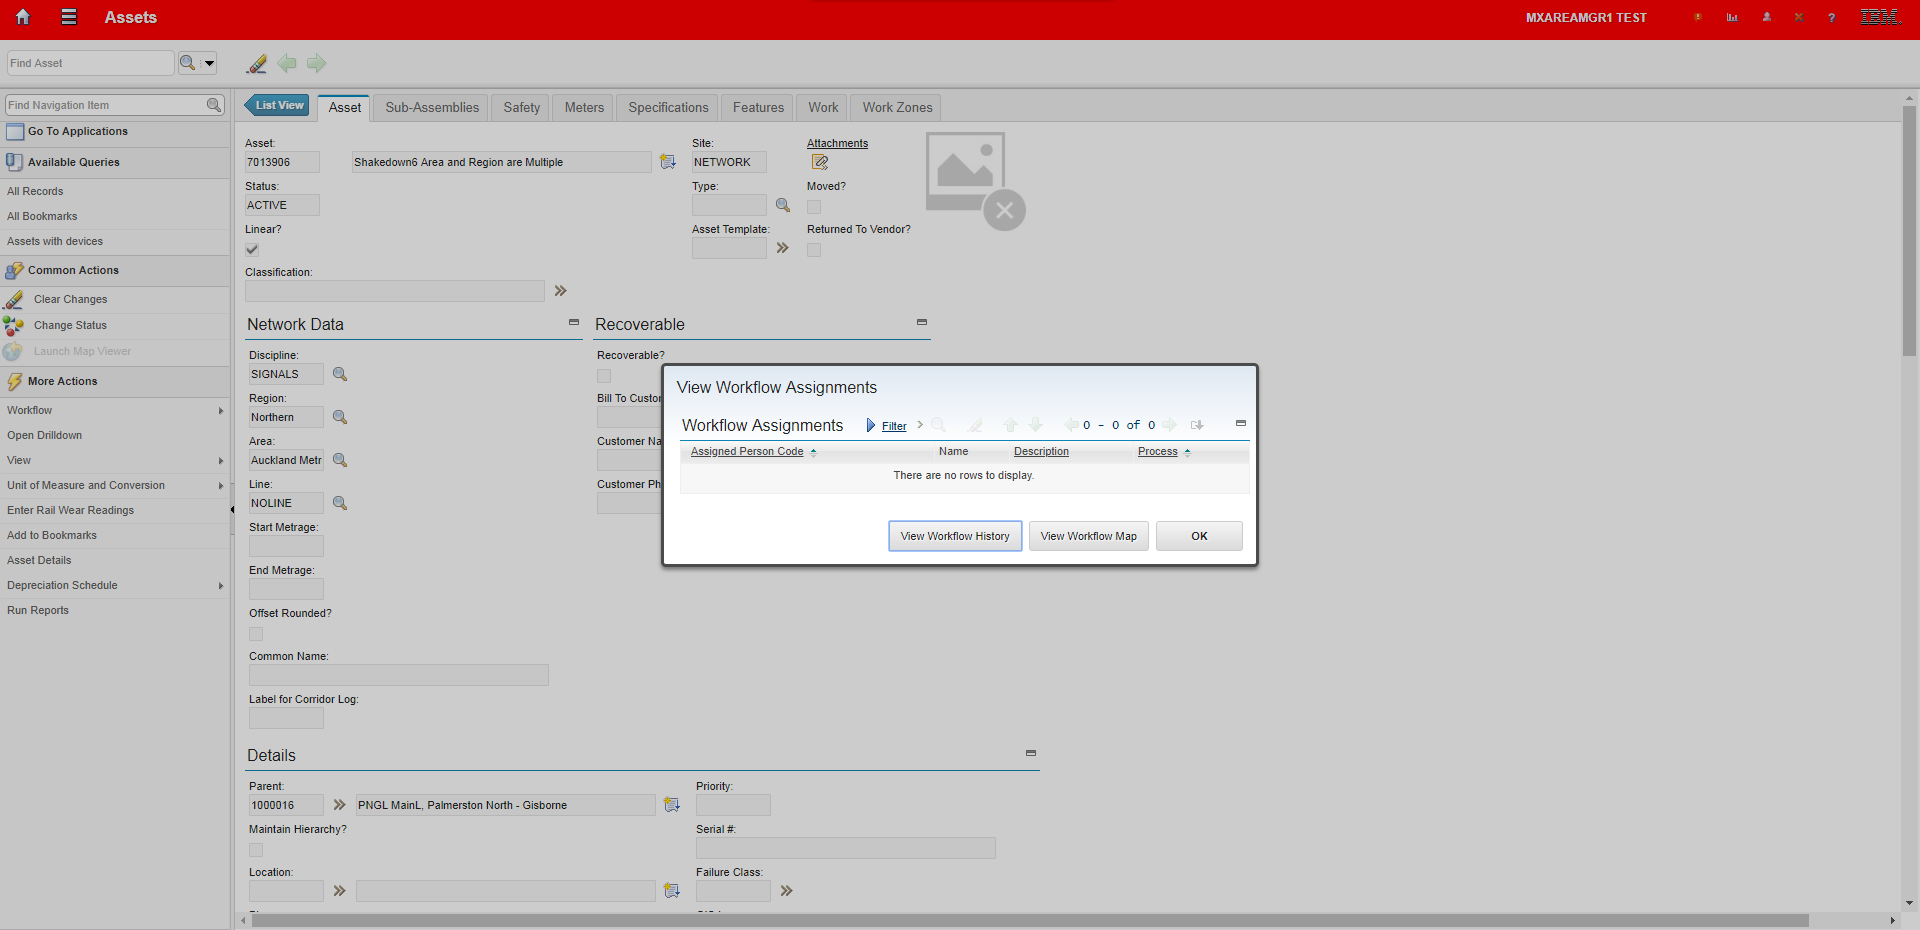 Assets
MXAREAMGR1 TEST
IBM.
Find Asset
Find Navigation Item
Go To Applications
Available Queries
All Records
All Bookmarks
Assets with devices
Common Actions
Clear Changes
Change Status
Launch Map Viewer
More Actions
Workflow
Open Drilldown
View
Unit of Measure and Conversion
Enter Rail Wear Readings
Add to Bookmarks
Asset Details
Depreciation Schedule
Run Reports
List View
Asset
Sub-Assemblies
Safety
Meters
Specifications
Features
Work
Work Zones
Asset:
7013906
Shakedown6 Area and Region are Multiple
Site:
NETWORK
Attachments
Status:
ACTIVE
Type:
Moved?
Linear?
Asset Template:
Returned To Vendor?
Classification:
Network Data
Recoverable
Discipline:
SIGNALS
Recoverable?
Region:
Northern
Bill To Custo
Area:
Auckland Metr
Customer Na
Line:
NOLINE
Customer Ph
Start Metrage:
End Metrage:
Offset Rounded?
Common Name:
Label for Corridor Log:
View Workflow Assignments
Workflow Assignments
Filter
0 - 0 of 0
Assigned Person Code
Name
Description
Process
There are no rows to display.
View Workflow History
View Workflow Map
OK
Details
Parent:
1000016
PNGL MainL, Palmerston North - Gisborne
Priority:
Maintain Hierarchy?
Serial #:
Location:
Failure Class: